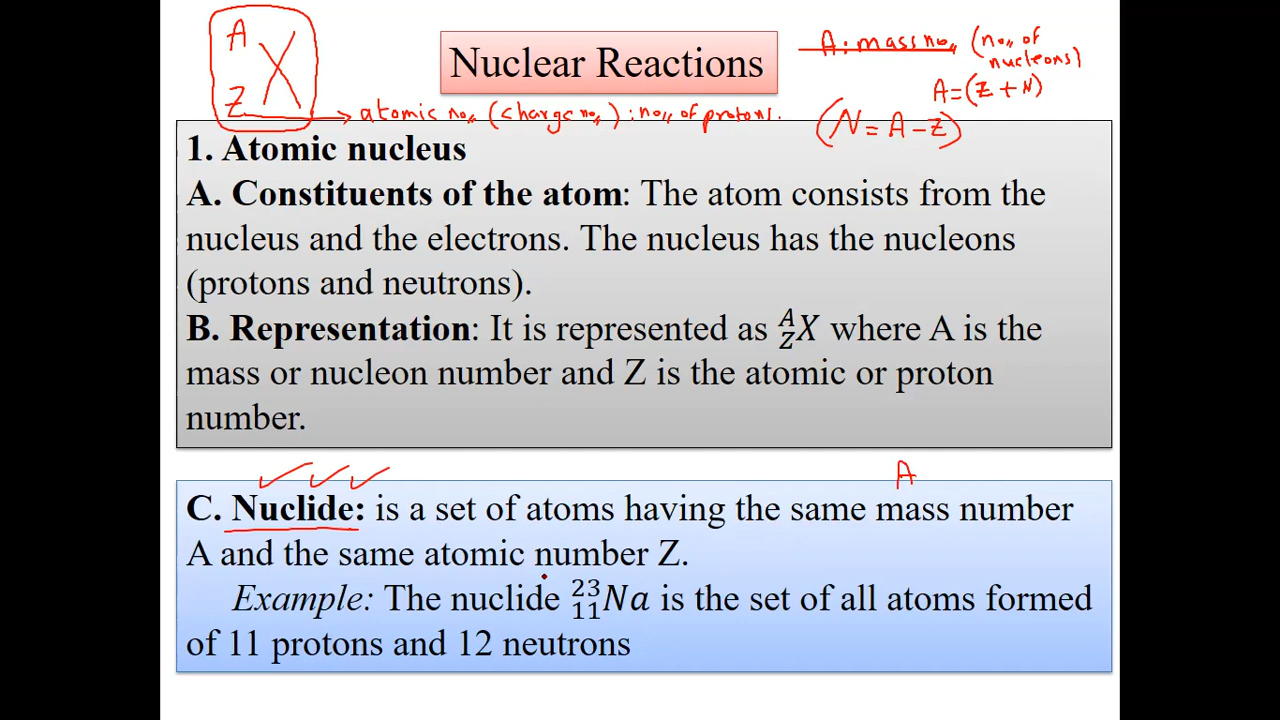 A
X
Z
Nuclear Reactions
A: mass no. (no. of
nucleons)
A=(Z+N)
atomic no. (charge no.): no. of protons.
(N=A-Z)
1. Atomic nucleus
A. Constituents of the atom: The atom consists from the
nucleus and the electrons. The nucleus has the nucleons
(protons and neutrons).
B. Representation: It is represented as ᴬ_Z X where A is the
mass or nucleon number and Z is the atomic or proton
number.
A
C. Nuclide: is a set of atoms having the same mass number
A and the same atomic number Z.
Example: The nuclide ²³₁₁Na is the set of all atoms formed
of 11 protons and 12 neutrons